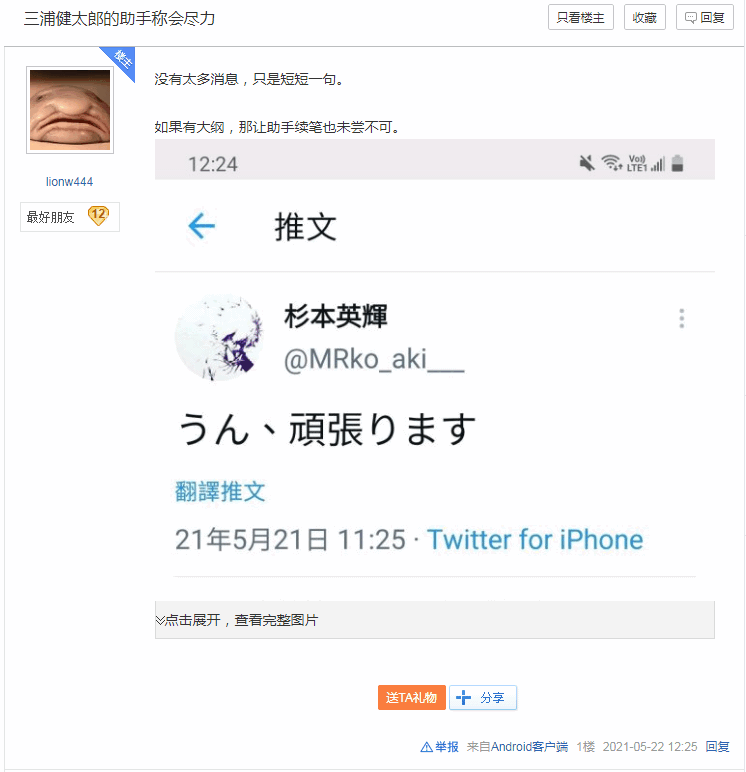 三浦健太郎的助手称会尽力
只看楼主
收藏
回复
楼主
没有太多消息，只是短短一句。
如果有大纲，那让助手续笔也未尝不可。
lionw444
最好朋友 12
12:24
Vo)) LTE1
推文
杉本英輝
@MRko_aki___
うん、頑張ります
翻譯推文
21年5月21日 11:25 · Twitter for iPhone
点击展开，查看完整图片
送TA礼物
分享
举报 来自Android客户端 1楼 2021-05-22 12:25 回复